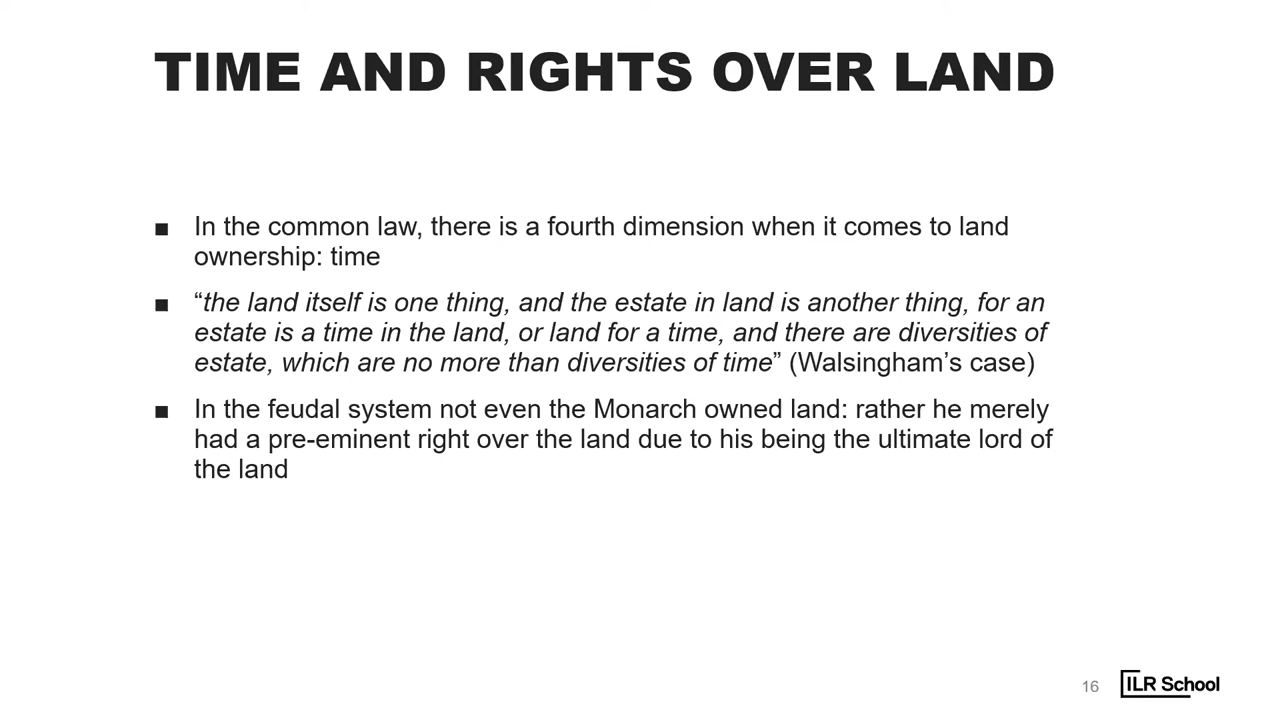 TIME AND RIGHTS OVER LAND
■ In the common law, there is a fourth dimension when it comes to land
ownership: time
■ “the land itself is one thing, and the estate in land is another thing, for an
estate is a time in the land, or land for a time, and there are diversities of
estate, which are no more than diversities of time” (Walsingham’s case)
■ In the feudal system not even the Monarch owned land: rather he merely
had a pre-eminent right over the land due to his being the ultimate lord of
the land
16
ILR School